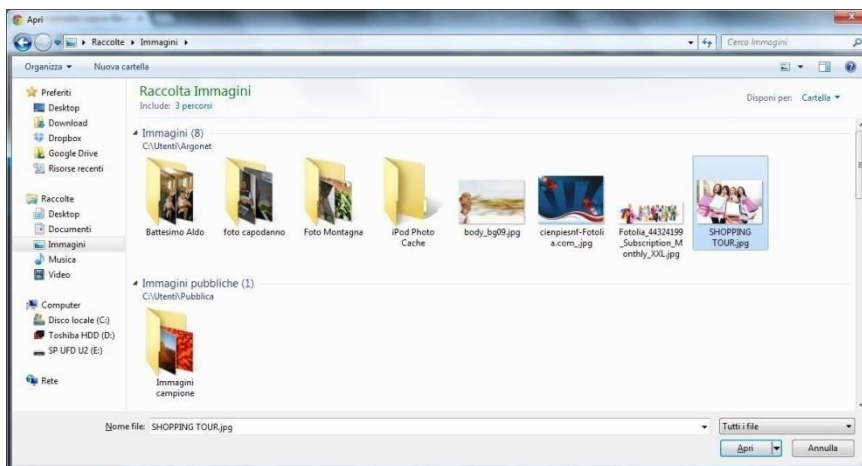 Apri
Raccolte
Immagini
Cerca Immagini
Organizza
Nuova cartella
Preferiti
Desktop
Download
Dropbox
Google Drive
Risorse recenti
Raccolte
Desktop
Documenti
Immagini
Musica
Video
Computer
Disco locale (C:)
Toshiba HDD (D:)
SP UFD U2 (E:)
Rete
Raccolta Immagini
Include: 3 percorsi
Disponi per: Cartella
Immagini (8)
C:\Utenti\Argonet
Battesimo Aldo
foto capodanno
Foto Montagna
iPod Photo
Cache
body_bg09.jpg
cienpiesnf-Fotoli
a.com_.jpg
Fotolia_44324199
_Subscription_M
onthly_XXL.jpg
SHOPPING
TOUR.jpg
Immagini pubbliche (1)
C:\Utenti\Pubblica
Immagini
campione
Nome file: SHOPPING TOUR.jpg
Tutti i file
Apri
Annulla